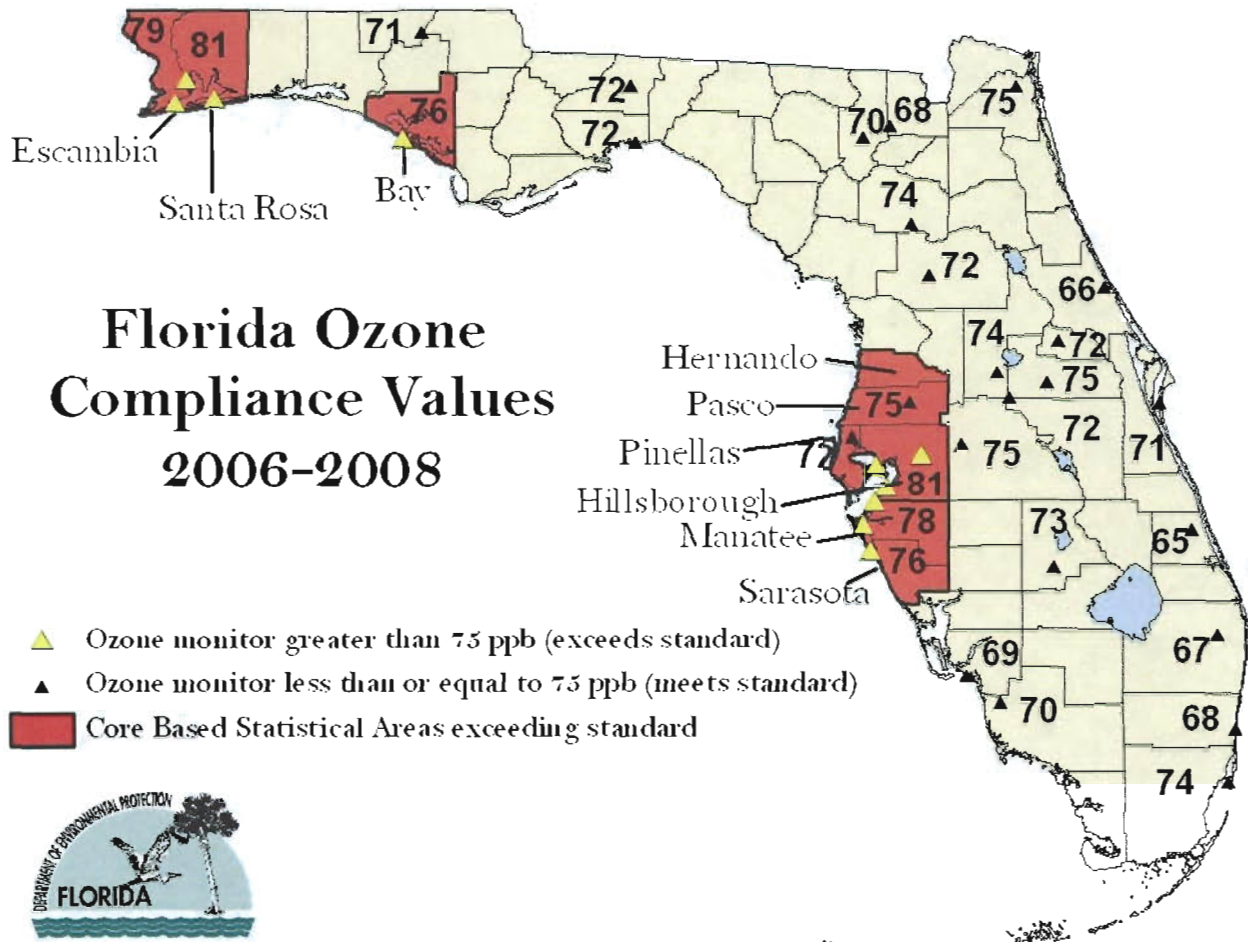 79
81
71
76
72
72
70
68
75
Escambia
Santa Rosa
Bay
74
72
66
Florida Ozone
Compliance Values
2006-2008
Hernando
Pasco
Pinellas
Hillsborough
Manatee
Sarasota
74
72
75
75
72
75
72
71
81
78
76
73
65
69
67
70
68
74
Ozone monitor greater than 75 ppb (exceeds standard)
Ozone monitor less than or equal to 75 ppb (meets standard)
Core Based Statistical Areas exceeding standard
DEPARTMENT OF ENVIRONMENTAL PROTECTION
FLORIDA